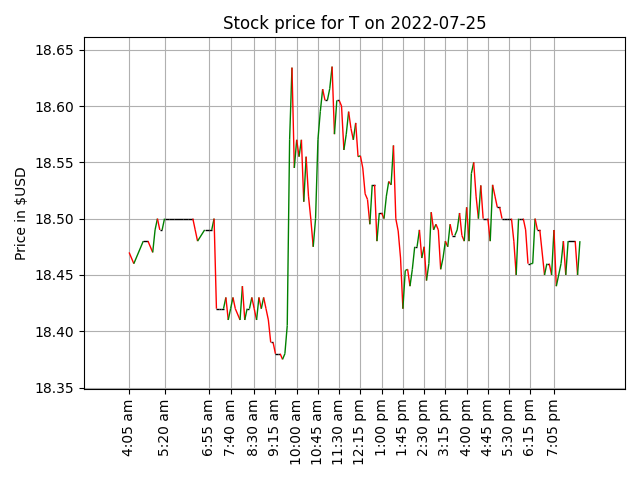 Stock price for T on 2022-07-25
Price in $USD
18.65
18.60
18.55
18.50
18.45
18.40
18.35
4:05 am
5:20 am
6:55 am
7:40 am
8:30 am
9:15 am
10:00 am
10:45 am
11:30 am
12:15 pm
1:00 pm
1:45 pm
2:30 pm
3:15 pm
4:00 pm
4:45 pm
5:30 pm
6:15 pm
7:05 pm